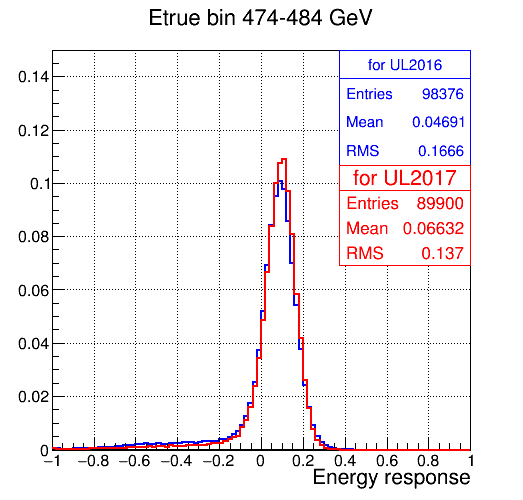 Etrue bin 474-484 GeV
for UL2016
Entries 98376
Mean 0.04691
RMS 0.1666
for UL2017
Entries 89900
Mean 0.06632
RMS 0.137
0.14
0.12
0.1
0.08
0.06
0.04
0.02
0
−1 −0.8 −0.6 −0.4 −0.2 0 0.2 0.4 0.6 0.8 1
Energy response